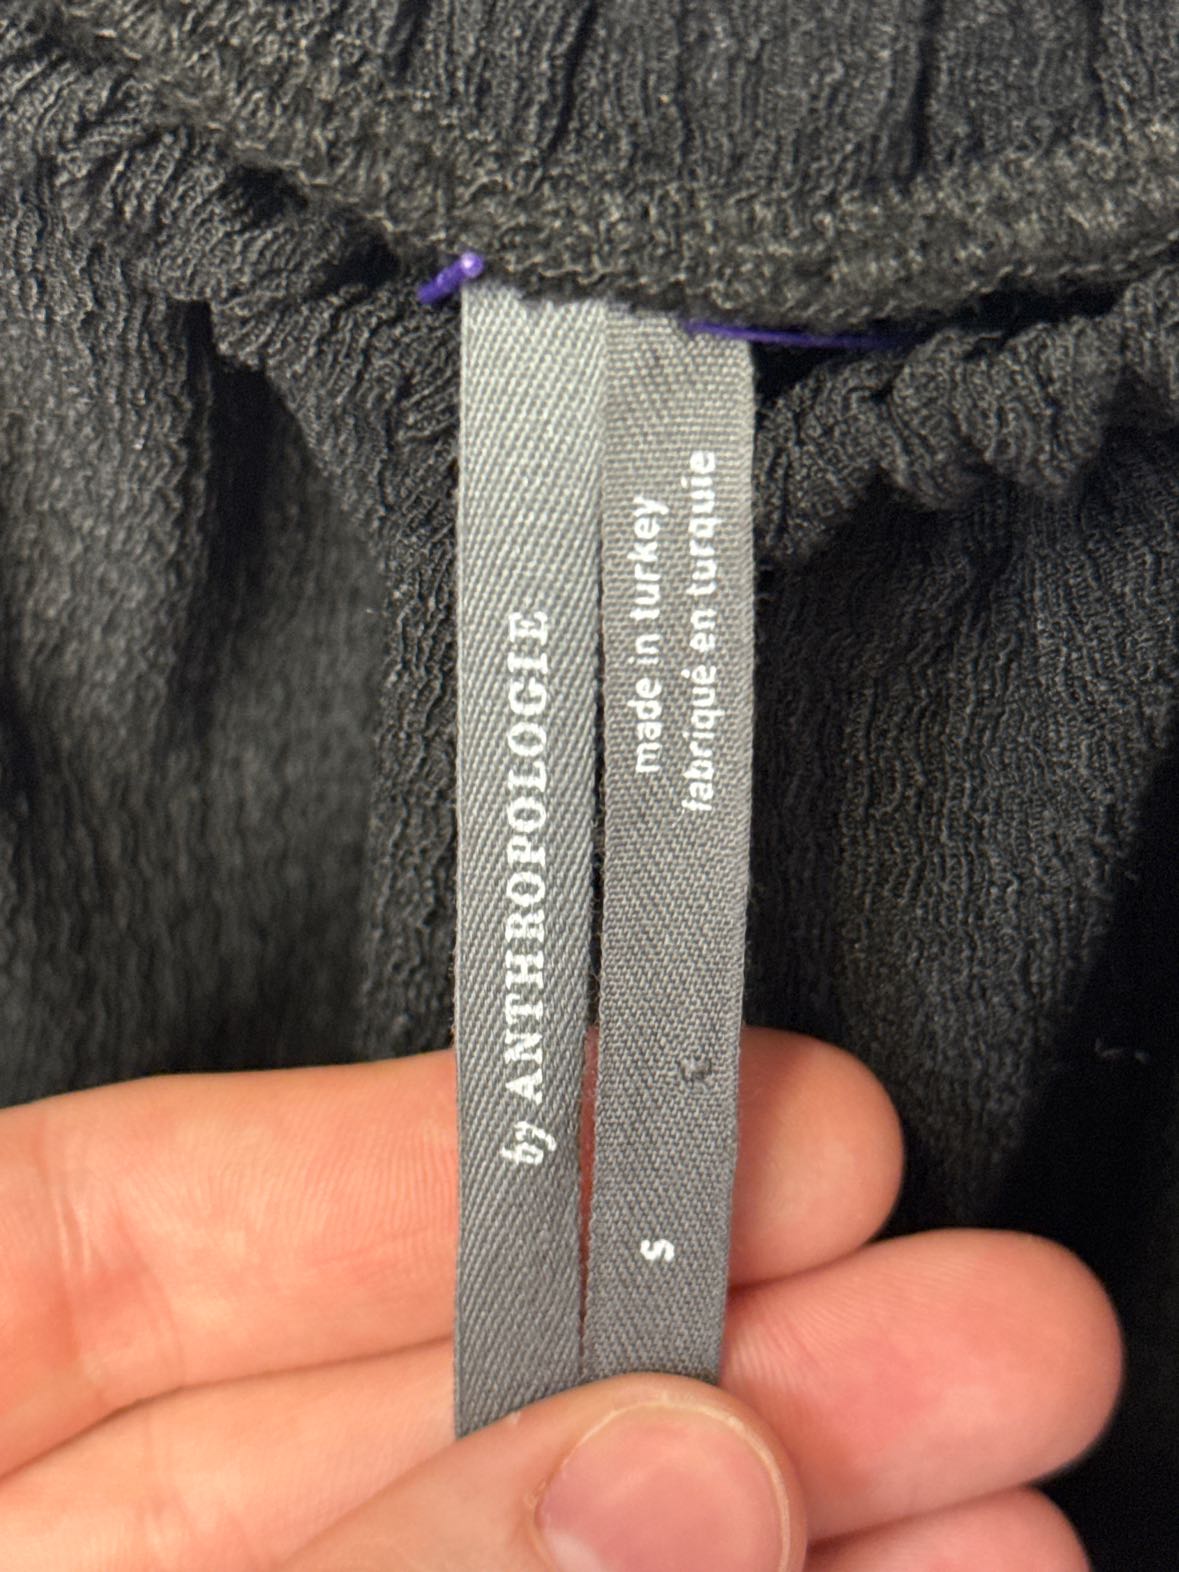 by ANTHROPOLOGIE
made in turkey
fabriqué en turquie
S